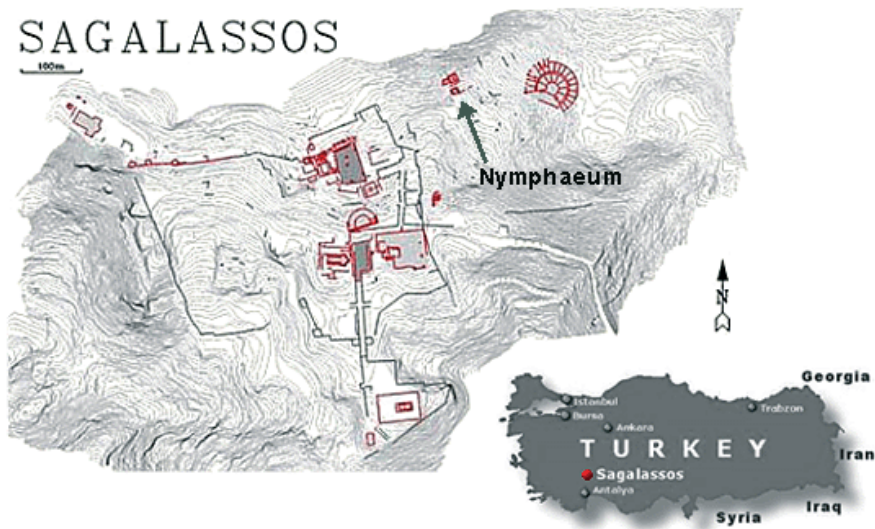 SAGALASSOS
100m
Nymphaeum
N
Georgia
Istanbul
Bursa
Trabzon
Ankara
TURKEY
Iran
Sagalassos
Antalya
Iraq
Syria